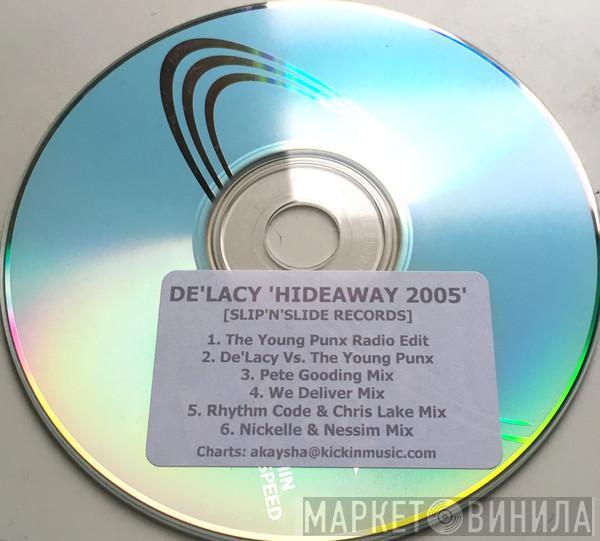 DE'LACY 'HIDEAWAY 2005'
[SLIP'N'SLIDE RECORDS]
1. The Young Punx Radio Edit
2. De'Lacy Vs. The Young Punx
3. Pete Gooding Mix
4. We Deliver Mix
5. Rhythm Code & Chris Lake Mix
6. Nickelle & Nessim Mix
Charts: akaysha@kickinmusic.com
SPEED
МАРКЕТ ВИНИЛА